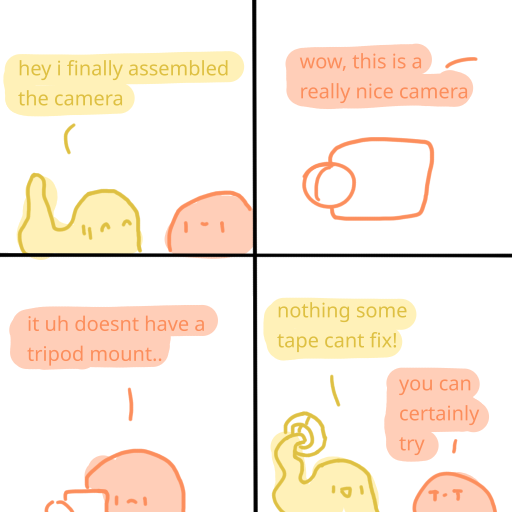 hey i finally assembled
the camera
wow, this is a
really nice camera
it uh doesnt have a
tripod mount..
nothing some
tape cant fix!
you can
certainly
try